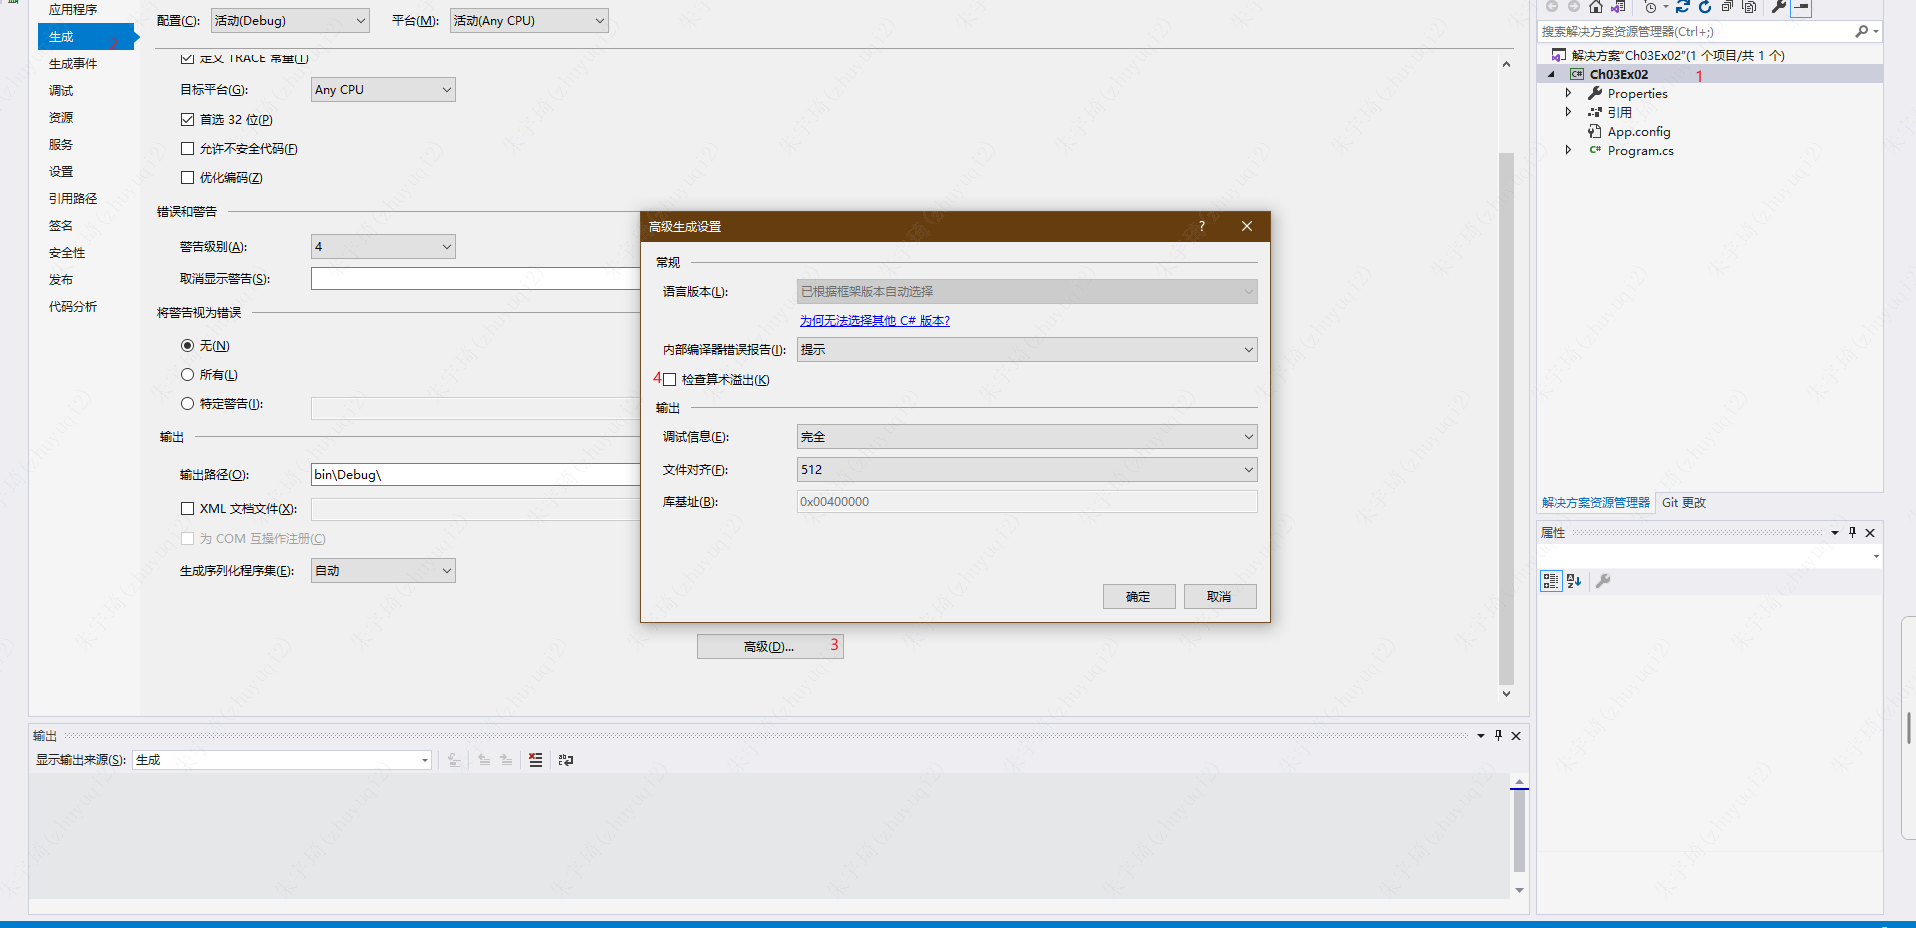 应用程序
生成
2
生成事件
调试
资源
服务
设置
引用路径
签名
安全性
发布
代码分析
配置(C): 活动(Debug) 平台(M): 活动(Any CPU)
定义 TRACE 常量(T)
目标平台(G): Any CPU
首选 32 位(P)
允许不安全代码(F)
优化编码(Z)
错误和警告
警告级别(A): 4
取消显示警告(S):
将警告视为错误
无(N)
所有(L)
特定警告(I):
输出
输出路径(O): bin\Debug\
XML 文档文件(X):
为 COM 互操作注册(C)
生成序列化程序集(E): 自动
高级(D)... 3
高级生成设置 ?
常规
语言版本(L): 已根据框架版本自动选择
为何无法选择其他 C# 版本?
内部编译器错误报告(I): 提示
4 检查算术溢出(K)
输出
调试信息(E): 完全
文件对齐(F): 512
库基址(B): 0x00400000
确定 取消
输出
显示输出来源(S): 生成
搜索解决方案资源管理器(Ctrl+;)
解决方案“Ch03Ex02”(1 个项目/共 1 个)
C# Ch03Ex02 1
Properties
引用
App.config
C# Program.cs
解决方案资源管理器 Git 更改
属性
朱宇琦(zhuyuqi2)